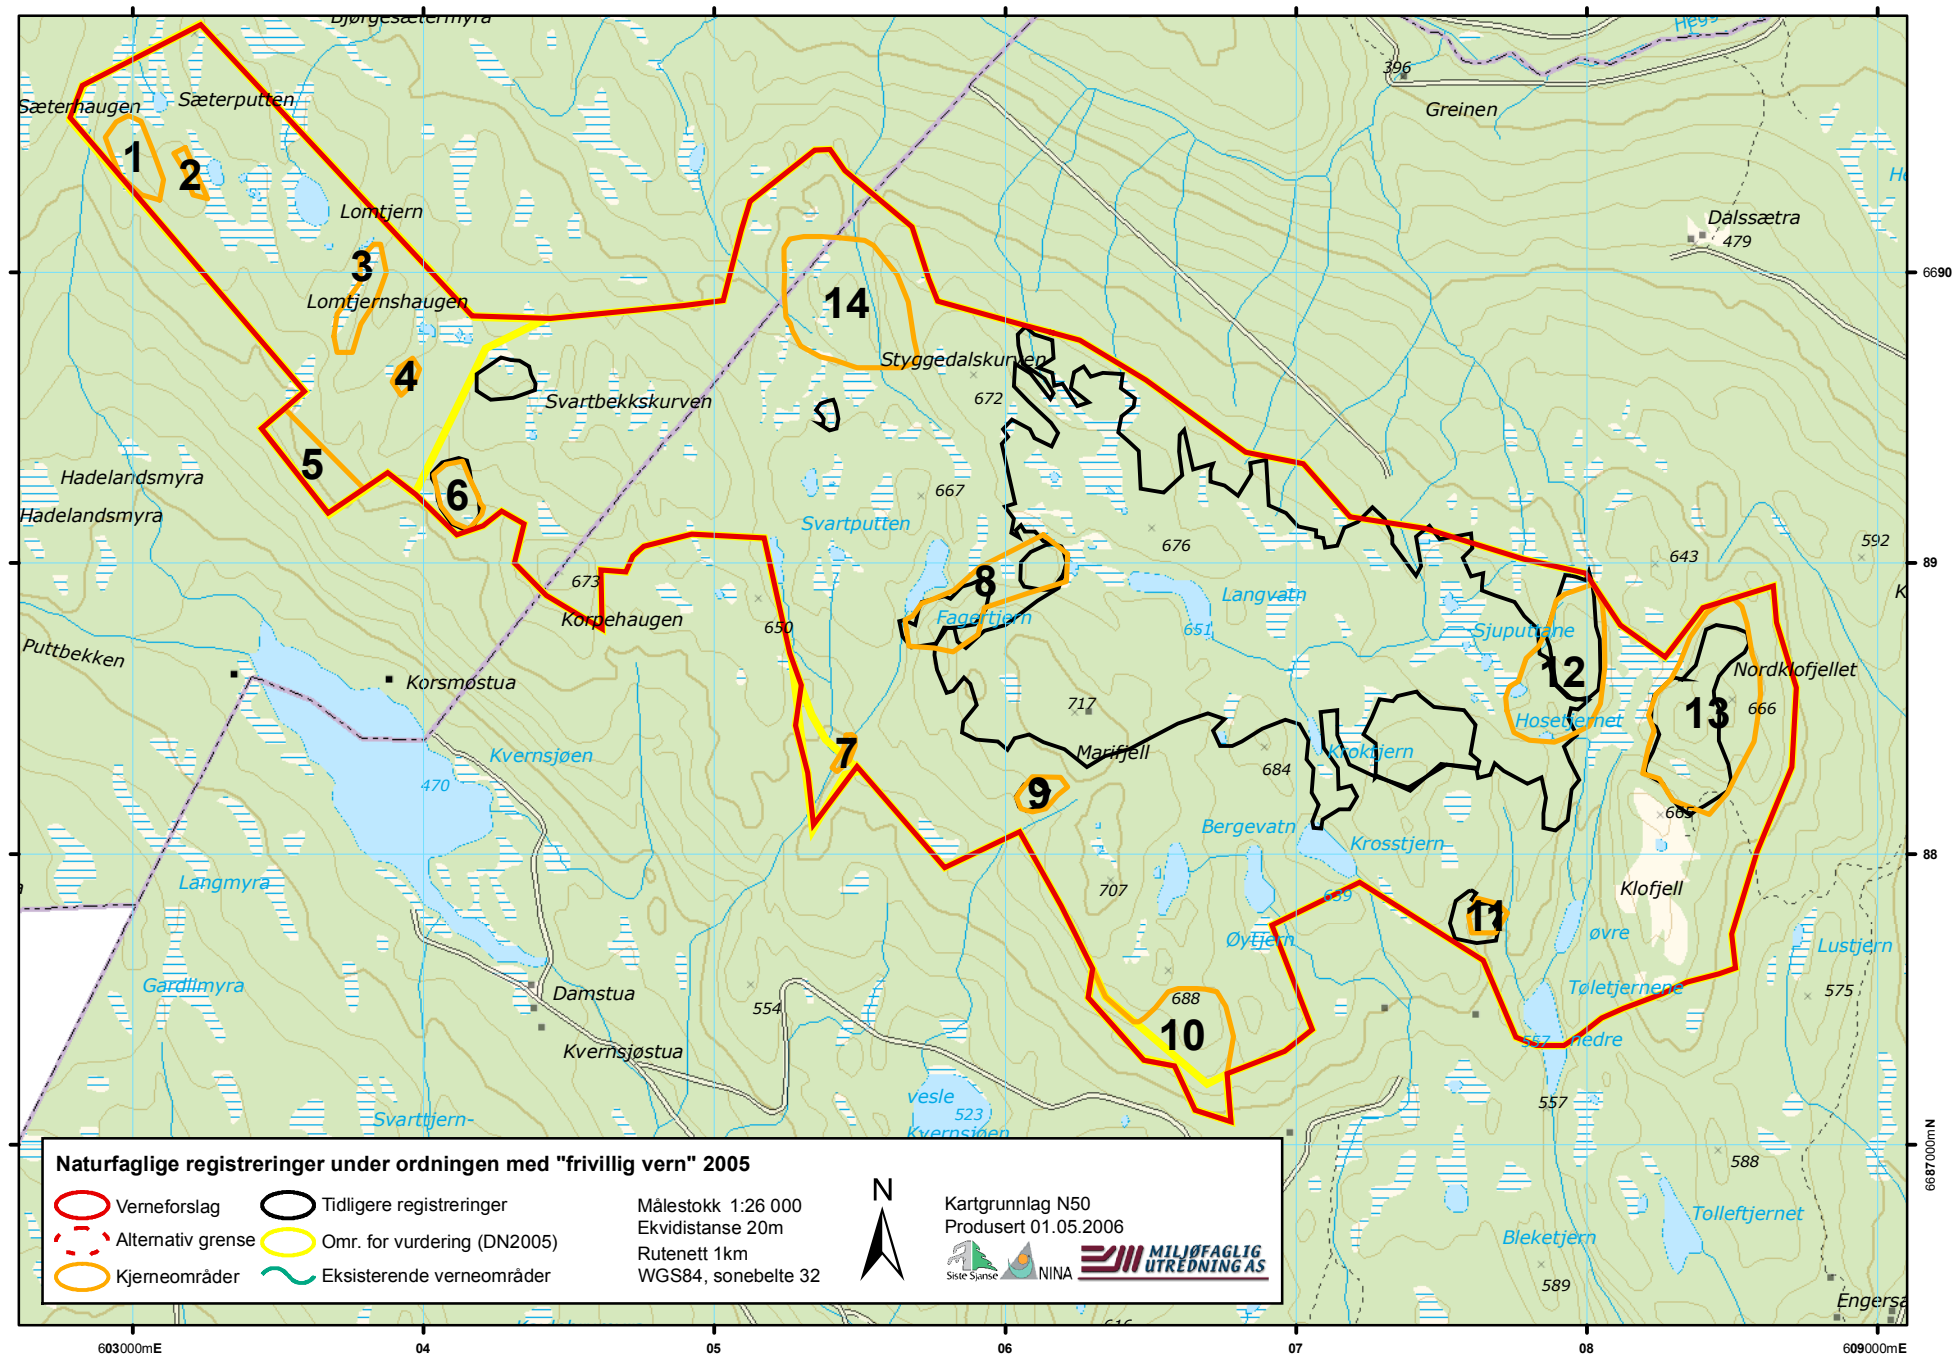 Bjørgesætermyra
396
Greinen
Sæterhaugen
Sæterputten
1
2
Lomtjern
Dalssætra
479
3
Lomtjernshaugen
6690
14
Styggedalskurven
4
672
Svartbekkskurven
5
6
Hadelandsmyra
Hadelandsmyra
667
Svartputten
676
592
643
89
8
673
Langvatn
Korpehaugen
650
Fagertjern
651
Sjuputtane
Puttbekken
12
Nordklofjellet
Korsmostua
717
13
666
Hosetjernet
7
Kvernsjøen
Marifjell
Kroktjern
684
470
9
665
Bergevatn
Krosstjern
88
Langmyra
707
639
Klofjell
11
Øytjern
øvre
Lustjern
Gardilmyra
Damstua
554
688
Tøletjernene
575
10
557
nedre
Kvernsjøstua
vesle
523
Kvernsjøen
557
Svarttjern-
588
6687000mN
Naturfaglige registreringer under ordningen med "frivillig vern" 2005
Verneforslag
Tidligere registreringer
Målestokk 1:26 000
Alternativ grense
Omr. for vurdering (DN2005)
Ekvidistanse 20m
Kjerneområder
Eksisterende verneområder
Rutenett 1km
WGS84, sonebelte 32
N
Kartgrunnlag N50
Produsert 01.05.2006
Siste Sjanse
NINA
MILJØFAGLIG
UTREDNING AS
Tolleftjernet
Bleketjern
589
Engersæ
616
603000mE
04
05
06
07
08
609000mE